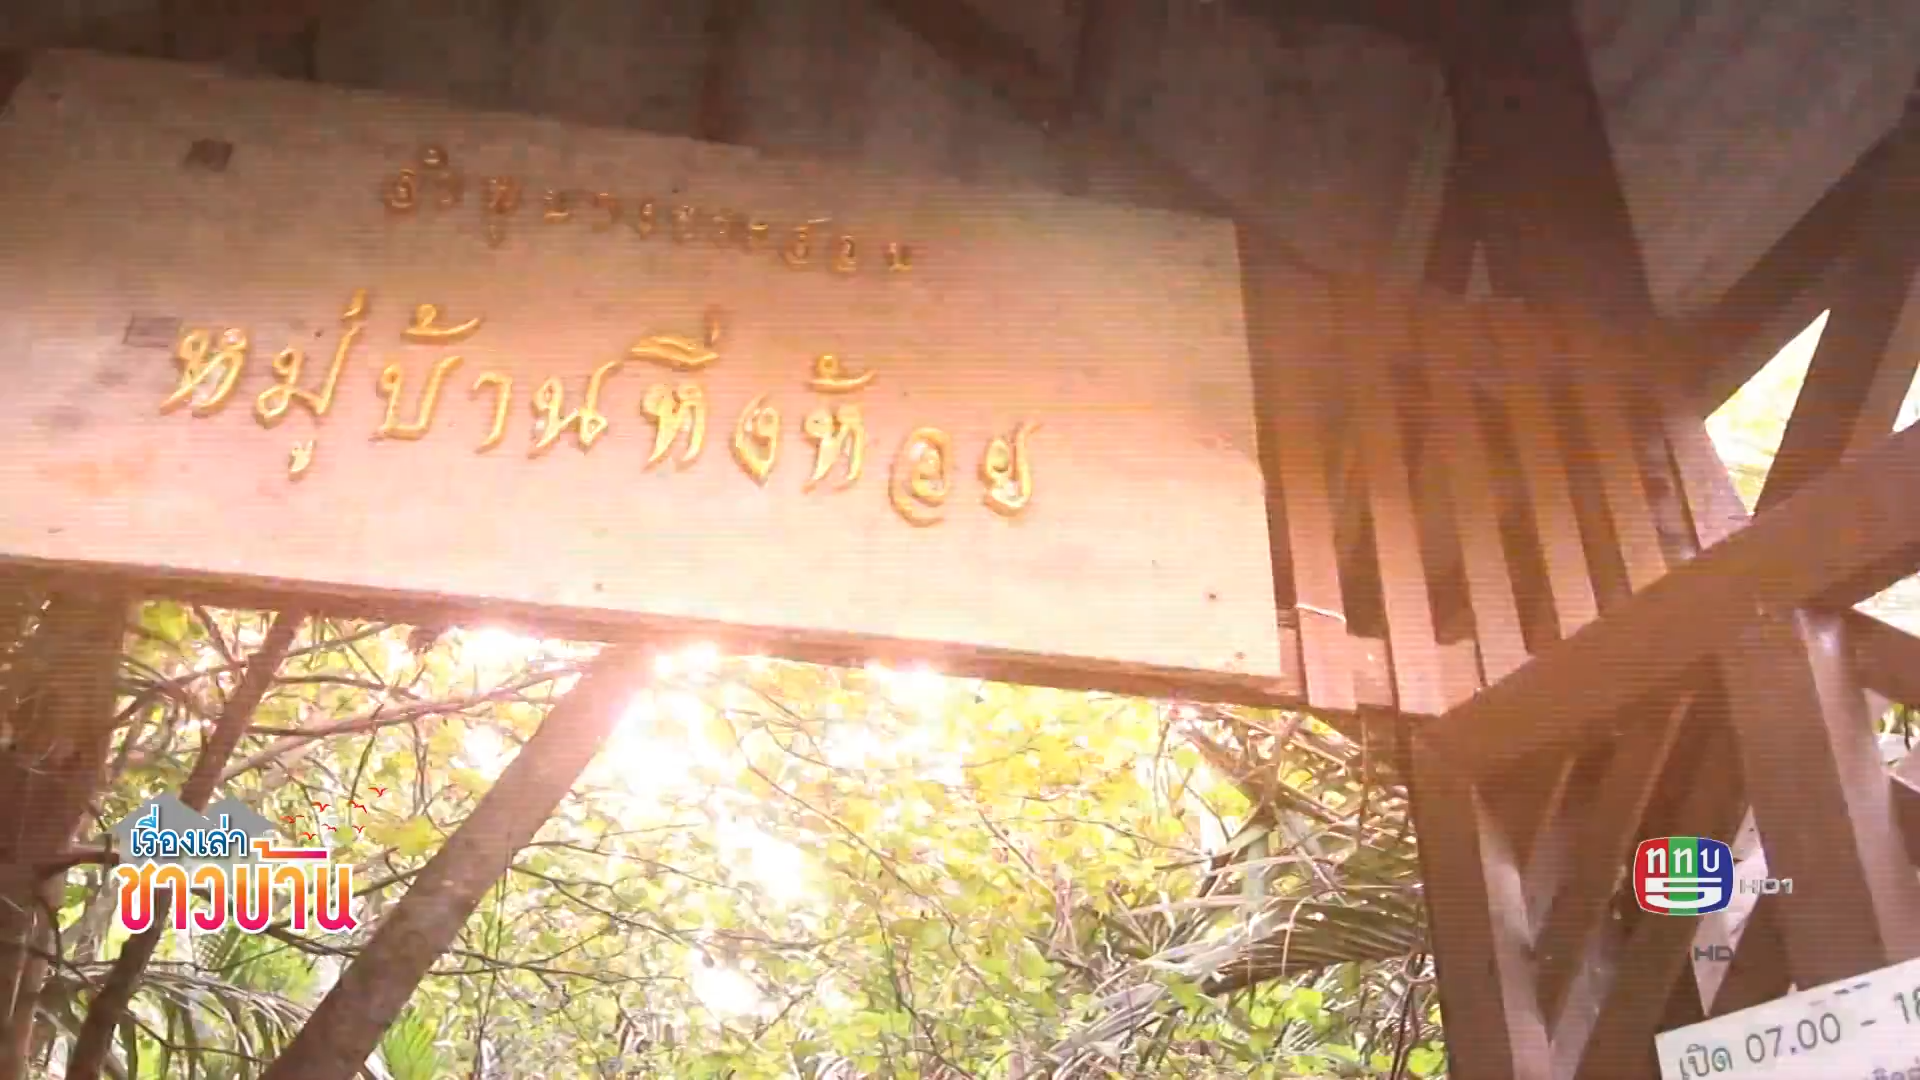 หมู่บ้านหิ่งห้อย
เรื่องเล่า
ชาวบ้าน
ททบ
5 HD1
HD
เปิด 07.00 - 18